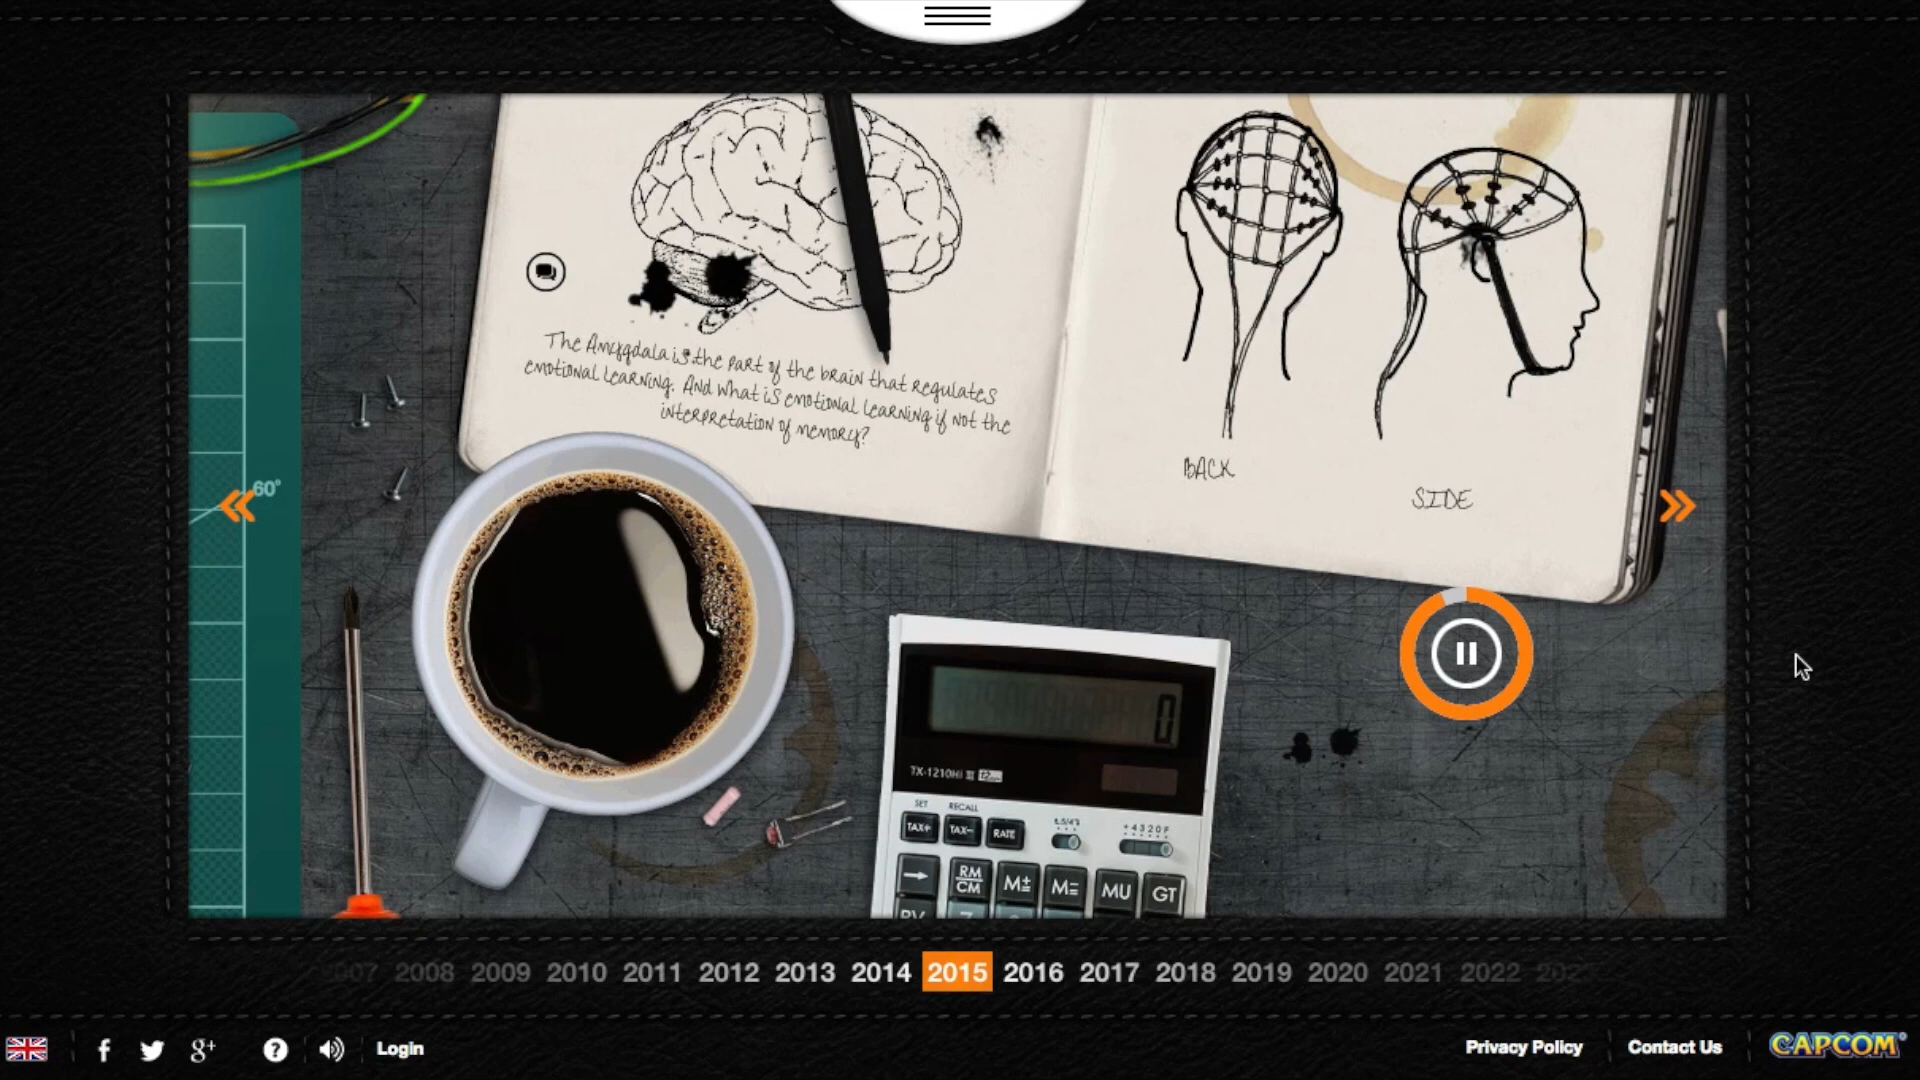 The Amygdala is the part of the brain that regulates
emotional learning. And what is emotional learning if not the
interpretation of memory?
BACK
SIDE
60°
0
TX-1210Hi III
SET RECALL
TAX+ TAX- RATE
+4320F
RM
CM
M± M= MU GT
2008 2009 2010 2011 2012 2013 2014 2015 2016 2017 2018 2019 2020 2021 2022
f g+ ? Login
Privacy Policy Contact Us CAPCOM